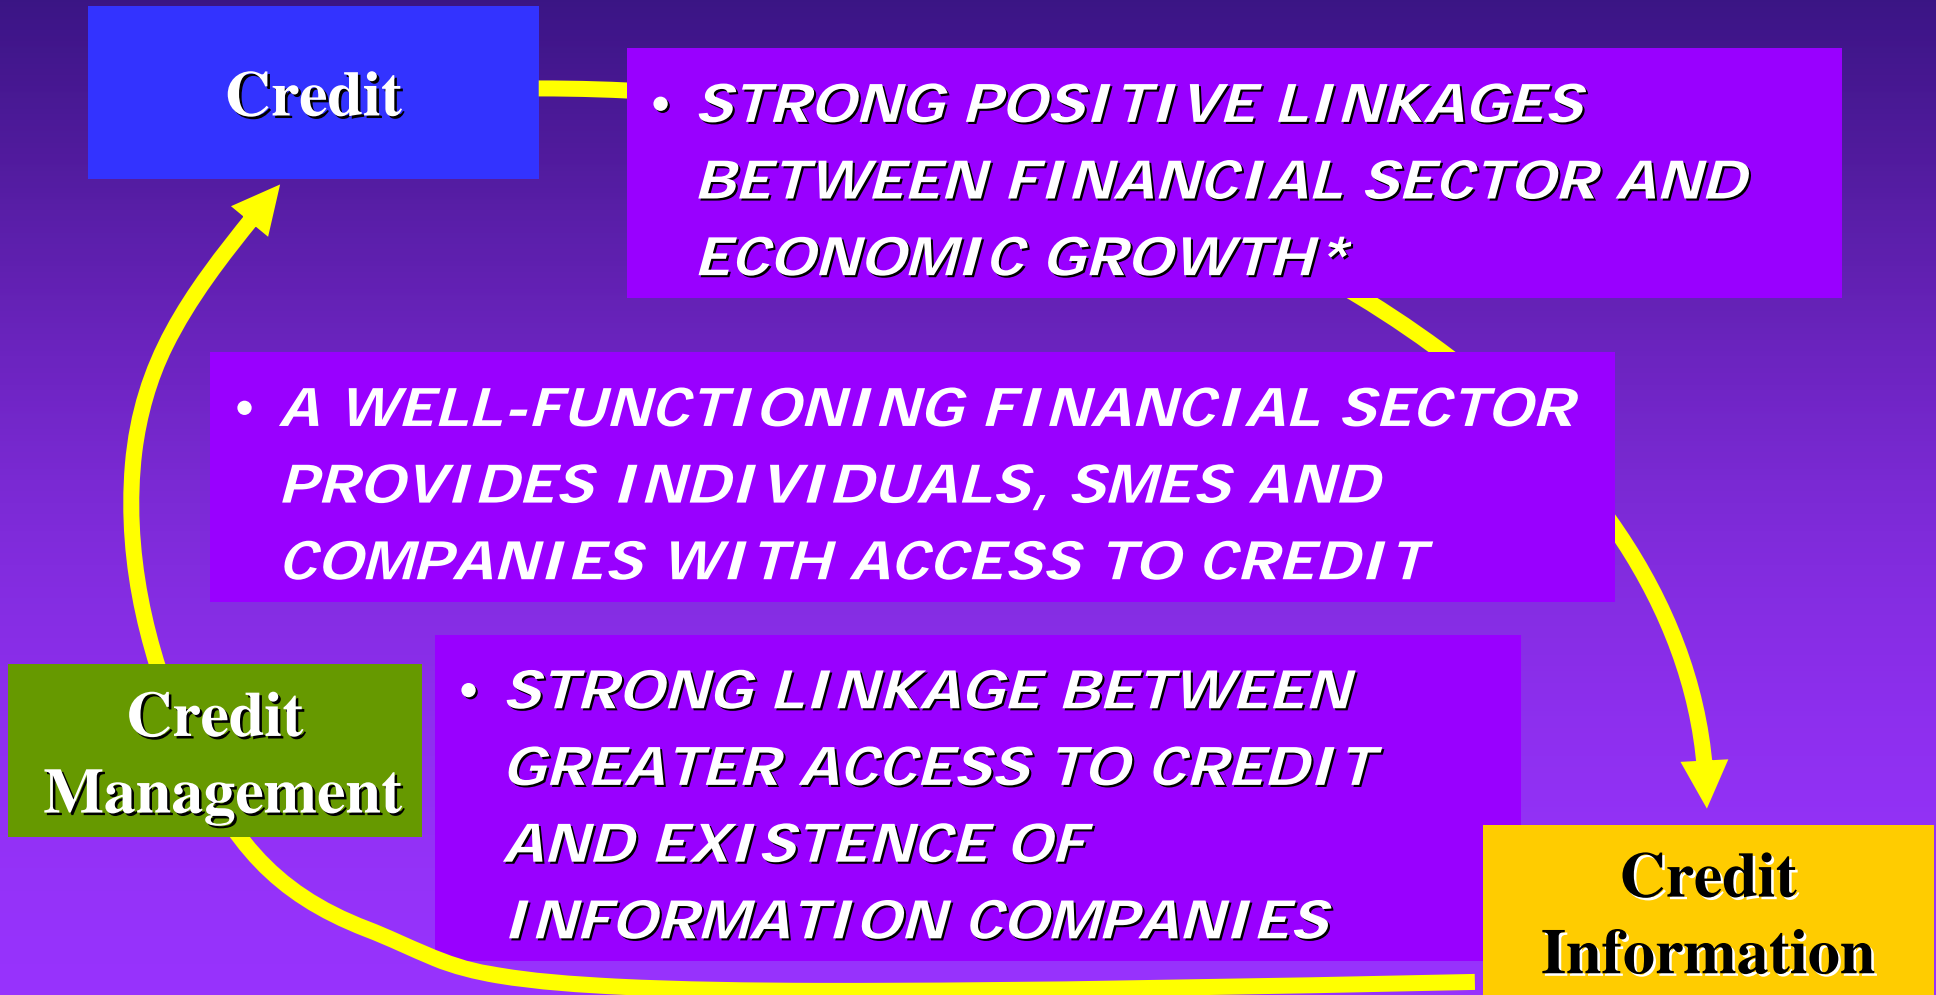 Credit
• STRONG POSITIVE LINKAGES
BETWEEN FINANCIAL SECTOR AND
ECONOMIC GROWTH*
• A WELL-FUNCTIONING FINANCIAL SECTOR
PROVIDES INDIVIDUALS, SMES AND
COMPANIES WITH ACCESS TO CREDIT
Credit
Management
• STRONG LINKAGE BETWEEN
GREATER ACCESS TO CREDIT
AND EXISTENCE OF
INFORMATION COMPANIES
Credit
Information